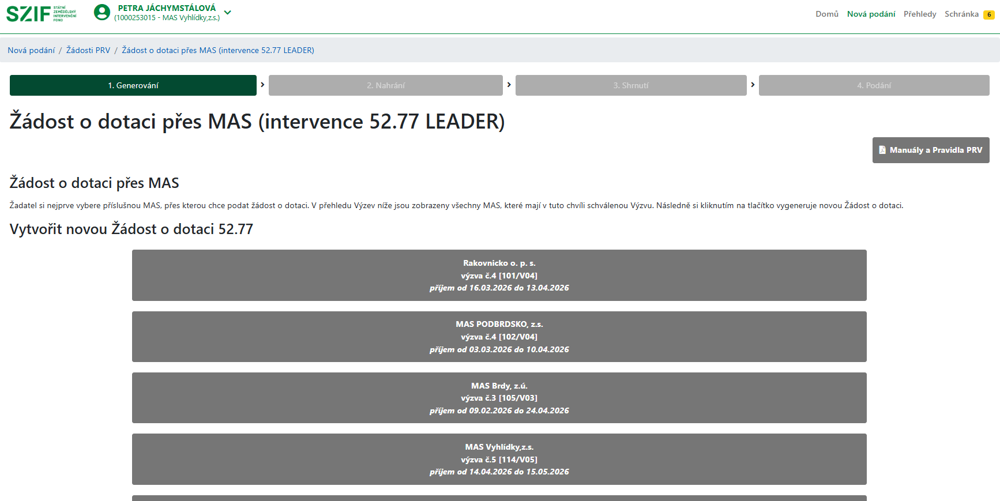 SZIF STÁTNÍ ZEMĚDĚLSKÝ INTERVENČNÍ FOND
PETRA JÁCHYMSTÁLOVÁ
(1000253015 - MAS Vyhlídky,z.s.)
Domů Nová podání Přehledy Schránka 6
Nová podání / Žádosti PRV / Žádost o dotaci přes MAS (intervence 52.77 LEADER)
1. Generování 2. Nahrání 3. Shrnutí 4. Podání
Žádost o dotaci přes MAS (intervence 52.77 LEADER)
Manuály a Pravidla PRV
Žádost o dotaci přes MAS
Žadatel si nejprve vybere příslušnou MAS, přes kterou chce podat žádost o dotaci. V přehledu Výzev níže jsou zobrazeny všechny MAS, které mají v tuto chvíli schválenou Výzvu. Následně si kliknutím na tlačítko vygeneruje novou Žádost o dotaci.
Vytvořit novou Žádost o dotaci 52.77
Rakovnicko o. p. s.
výzva č.4 [101/V04]
příjem od 16.03.2026 do 13.04.2026
MAS PODBRDSKO, z.s.
výzva č.4 [102/V04]
příjem od 03.03.2026 do 10.04.2026
MAS Brdy, z.ú.
výzva č.3 [105/V03]
příjem od 09.02.2026 do 24.04.2026
MAS Vyhlídky,z.s.
výzva č.5 [114/V05]
příjem od 14.04.2026 do 15.05.2026